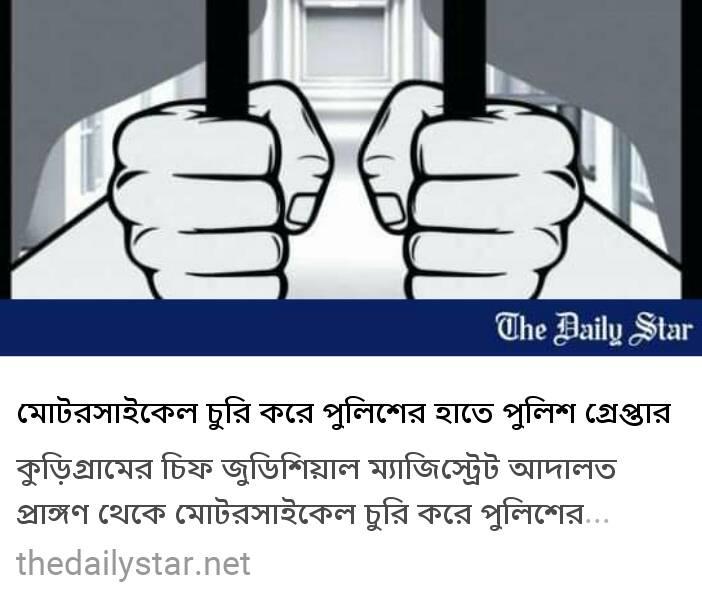 The Daily Star
মোটরসাইকেল চুরি করে পুলিশের হাতে পুলিশ গ্রেপ্তার
কুড়িগ্রামের চিফ জুডিশিয়াল ম্যাজিস্ট্রেট আদালত
প্রাঙ্গণ থেকে মোটরসাইকেল চুরি করে পুলিশের...
thedailystar.net